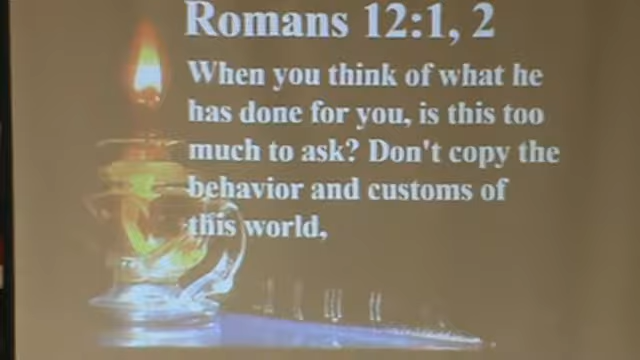 Romans 12:1, 2
When you think of what he
has done for you, is this too
much to ask? Don't copy the
behavior and customs of
this world,